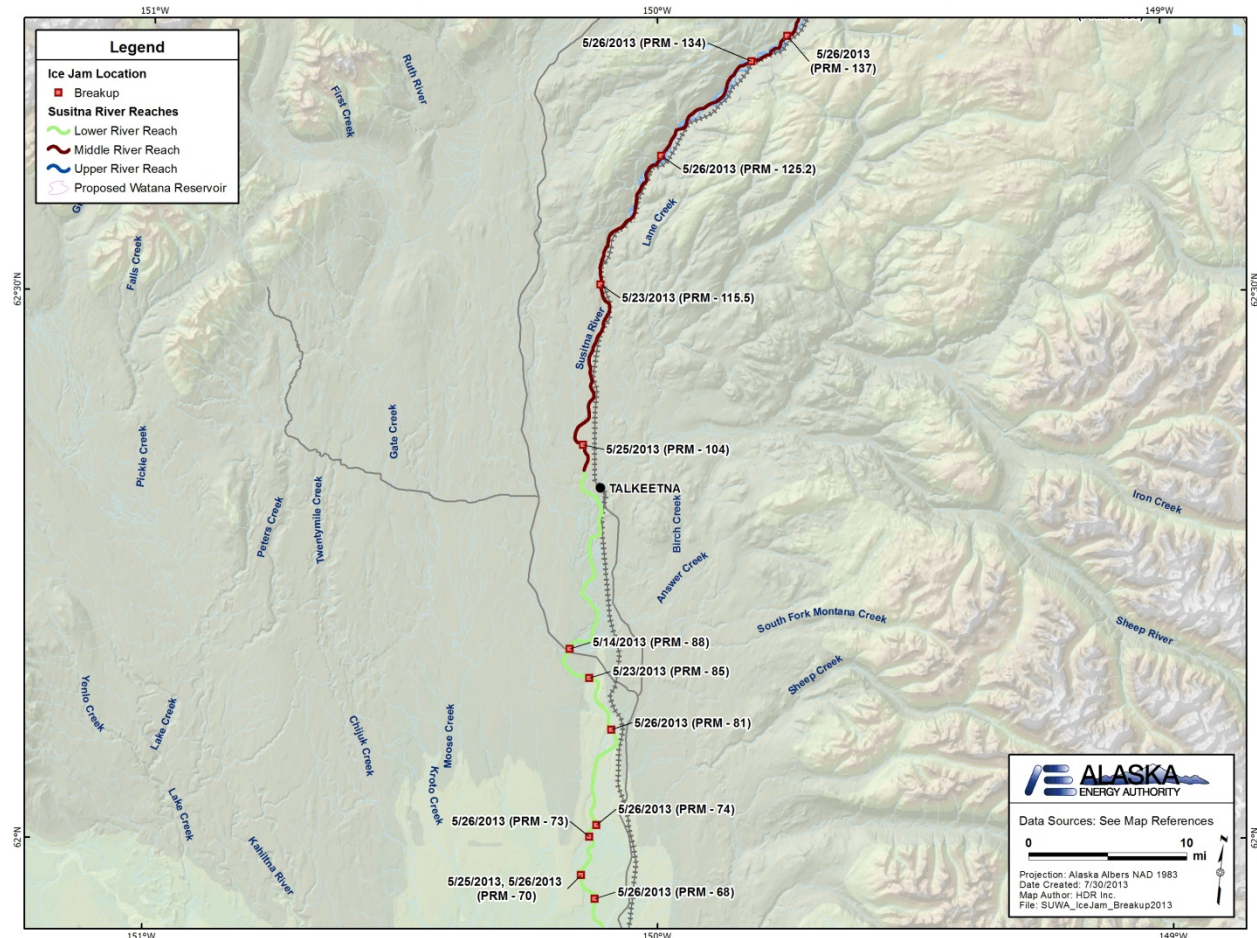 151°W
150°W
149°W
Legend
Ice Jam Location
Breakup
Susitna River Reaches
Lower River Reach
Middle River Reach
Upper River Reach
Proposed Watana Reservoir
5/26/2013 (PRM - 134)
5/26/2013
(PRM - 137)
Ruth River
First Creek
5/26/2013 (PRM - 125.2)
Lane Creek
Falls Creek
62°30'N
62°30'N
5/23/2013 (PRM - 115.5)
Susitna River
Gate Creek
Pickle Creek
5/25/2013 (PRM - 104)
TALKEETNA
Peters Creek
Twentymile Creek
Birch Creek
Iron Creek
Answer Creek
South Fork Montana Creek
Sheep River
5/14/2013 (PRM - 88)
5/23/2013 (PRM - 85)
Sheep Creek
Yenlo Creek
Lake Creek
Chijuk Creek
Moose Creek
5/26/2013 (PRM - 81)
Kroto Creek
Lake Creek
5/26/2013 (PRM - 74)
5/26/2013 (PRM - 73)
62°N
62°N
Kahiltna River
5/25/2013, 5/26/2013
(PRM - 70)
5/26/2013 (PRM - 68)
ALASKA
ENERGY AUTHORITY
Data Sources: See Map References
0 10
mi
N
Projection: Alaska Albers NAD 1983
Date Created: 7/30/2013
Map Author: HDR Inc.
File: SUWA_IceJam_Breakup2013
151°W
150°W
149°W